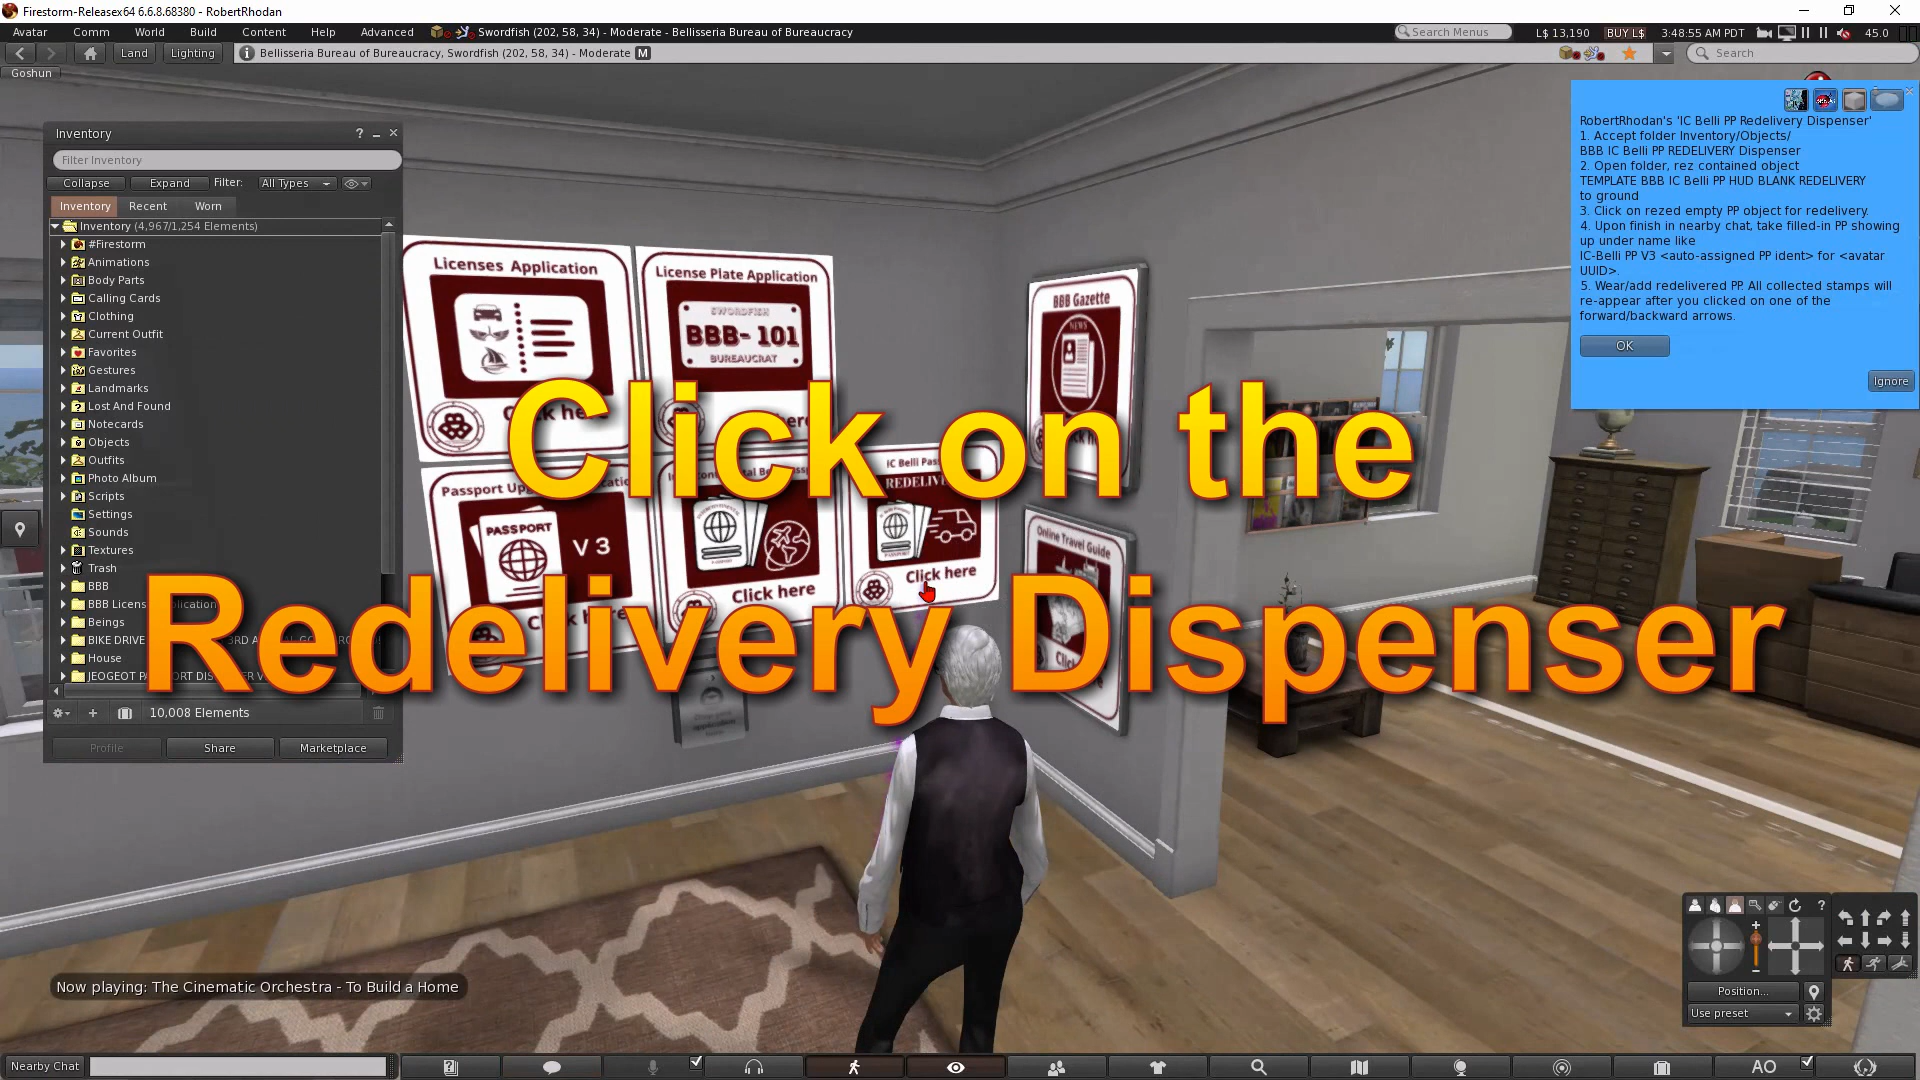 Firestorm-Releasex64 6.6.8.68380 - RobertRhodan
Avatar Comm World Build Content Help Advanced Swordfish (202, 58, 34) - Moderate - Bellisseria Bureau of Bureaucracy
Search Menus L$ 13,190 BUY L$ 3:48:55 AM PDT 45.0
Land Lighting Bellisseria Bureau of Bureaucracy, Swordfish (202, 58, 34) - Moderate M
Search
Goshun
Inventory ?
Filter Inventory
Collapse Expand Filter: All Types
Inventory Recent Worn
Inventory (4,967/1,254 Elements)
#Firestorm
Animations
Body Parts
Calling Cards
Clothing
Current Outfit
Favorites
Gestures
Landmarks
Lost And Found
Notecards
Objects
Outfits
Photo Album
Scripts
Settings
Sounds
Textures
Trash
BBB
BBB Licens
Beings
BIKE DRIVE
House
JEOGEOT
10,008 Elements
Profile Share Marketplace
Licenses Application
License Plate Application
SWORDFISH
BBB- 101
BUREAUCRAT
BBB Gazette
NEWS
Click on the
Redelivery Dispenser
PASSPORT
V 3
IC Belli
Click here
Click here
Online Travel Guide
RobertRhodan's 'IC Belli PP Redelivery Dispenser'
1. Accept folder Inventory/Objects/
BBB IC Belli PP REDELIVERY Dispenser
2. Open folder, rez contained object
TEMPLATE BBB IC Belli PP HUD BLANK REDELIVERY
to ground
3. Click on rezed empty PP object for redelivery.
4. Upon finish in nearby chat, take filled-in PP showing
up under name like
IC-Belli PP V3 <auto-assigned PP ident> for <avatar
UUID>.
5. Wear/add redelivered PP. All collected stamps will
re-appear after you clicked on one of the
forward/backward arrows.
OK
Ignore
Now playing: The Cinematic Orchestra - To Build a Home
?
Position...
Use preset
Nearby Chat
AO